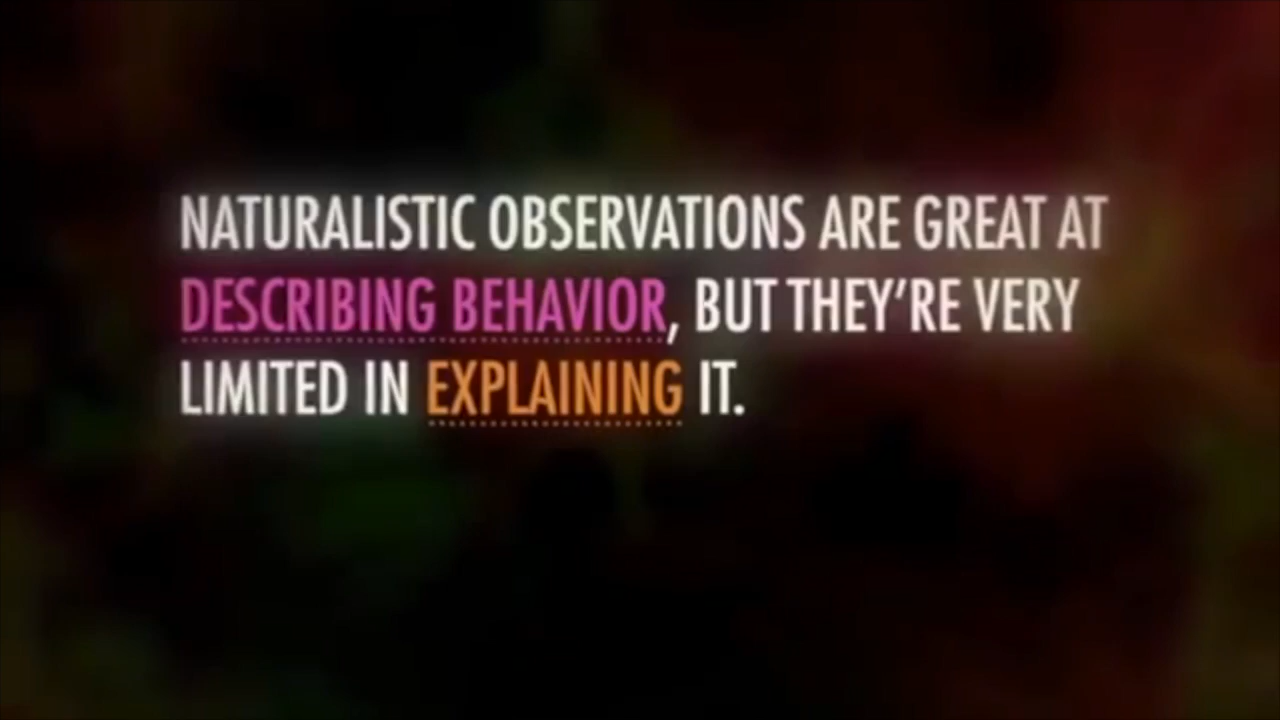 NATURALISTIC OBSERVATIONS ARE GREAT AT
DESCRIBING BEHAVIOR, BUT THEY'RE VERY
LIMITED IN EXPLAINING IT.